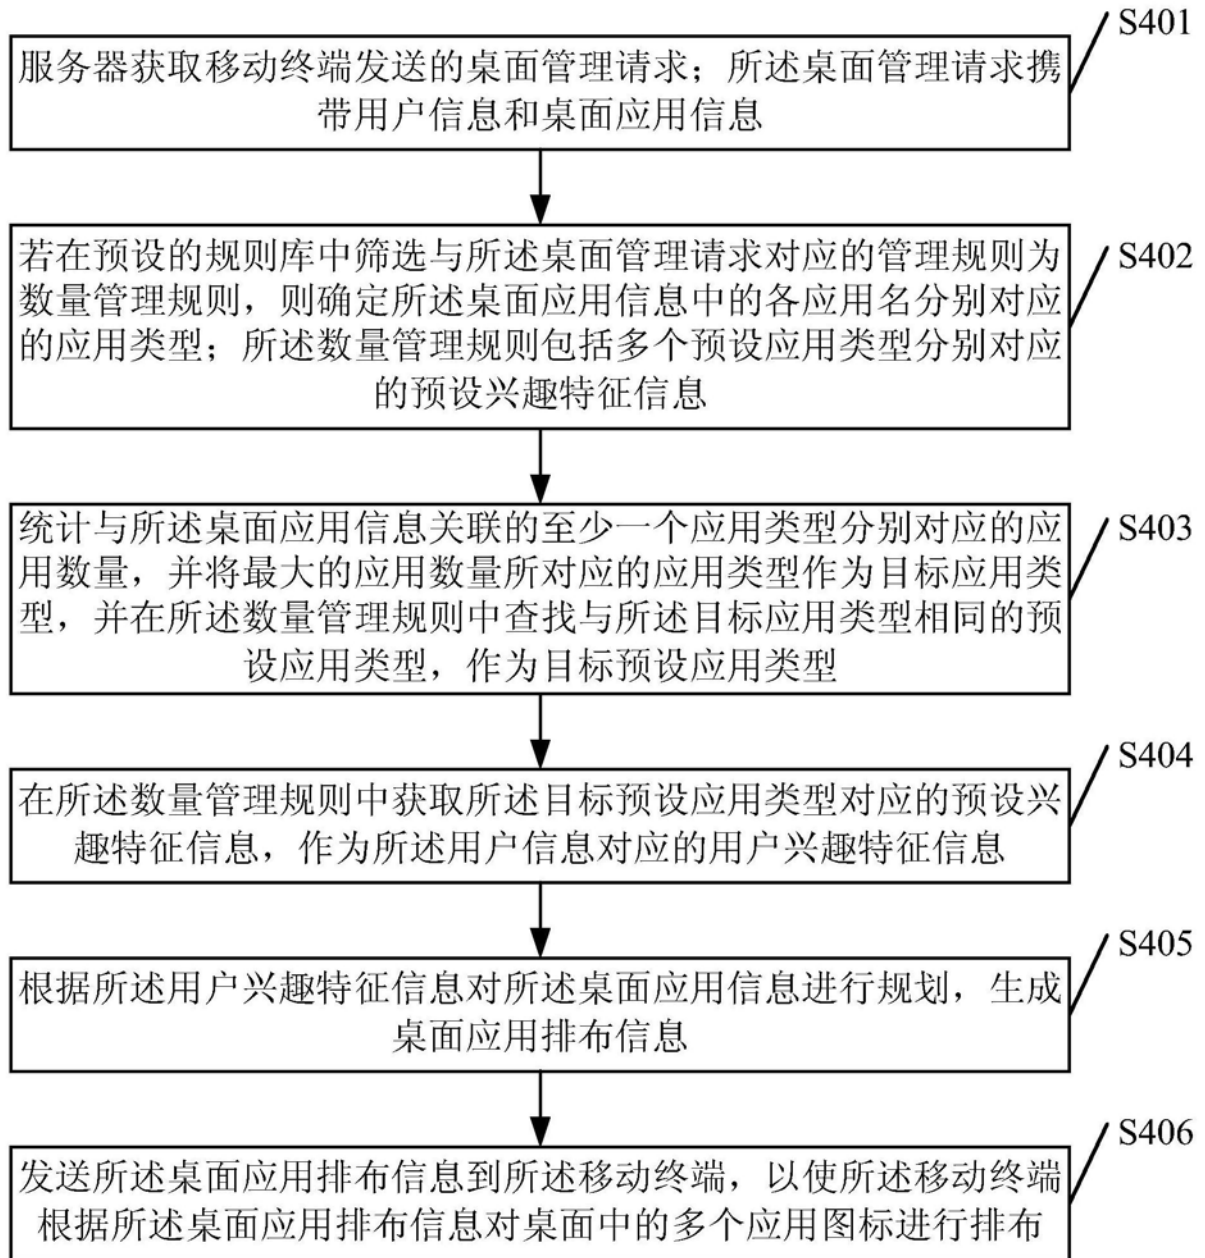 S401
服务器获取移动终端发送的桌面管理请求；所述桌面管理请求携
带用户信息和桌面应用信息
S402
若在预设的规则库中筛选与所述桌面管理请求对应的管理规则为
数量管理规则，则确定所述桌面应用信息中的各应用名分别对应
的应用类型；所述数量管理规则包括多个预设应用类型分别对应
的预设兴趣特征信息
S403
统计与所述桌面应用信息关联的至少一个应用类型分别对应的应
用数量，并将最大的应用数量所对应的应用类型作为目标应用类
型，并在所述数量管理规则中查找与所述目标应用类型相同的预
设应用类型，作为目标预设应用类型
S404
在所述数量管理规则中获取所述目标预设应用类型对应的预设兴
趣特征信息，作为所述用户信息对应的用户兴趣特征信息
S405
根据所述用户兴趣特征信息对所述桌面应用信息进行规划，生成
桌面应用排布信息
S406
发送所述桌面应用排布信息到所述移动终端，以使所述移动终端
根据所述桌面应用排布信息对桌面中的多个应用图标进行排布